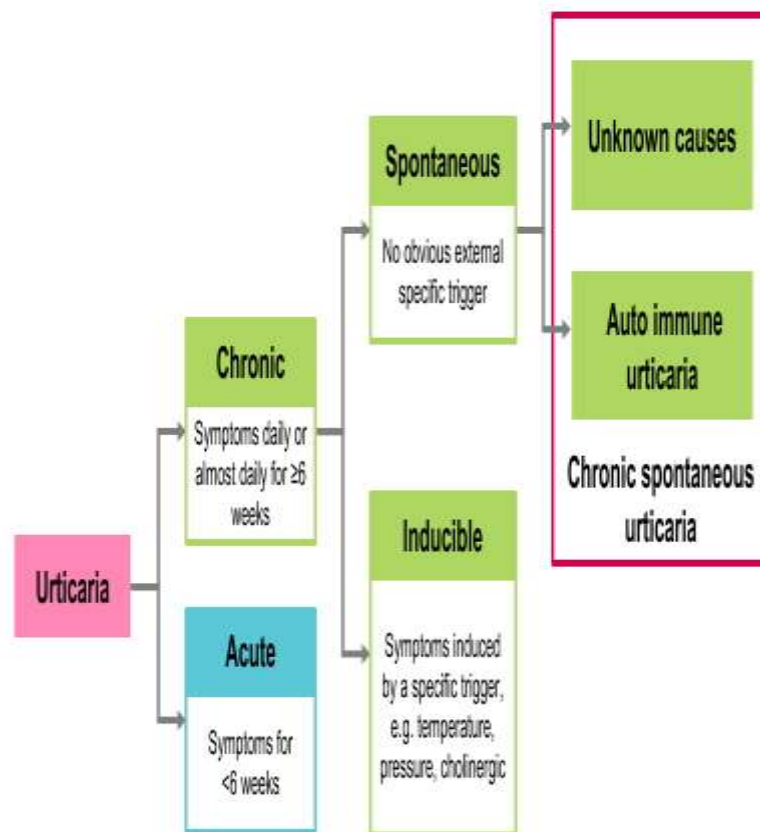 Urticaria
Chronic
Symptoms daily or
almost daily for ≥6
weeks
Acute
Symptoms for
<6 weeks
Spontaneous
No obvious external
specific trigger
Inducible
Symptoms induced
by a specific trigger,
e.g. temperature,
pressure, cholinergic
Unknown causes
Auto immune
urticaria
Chronic spontaneous
urticaria